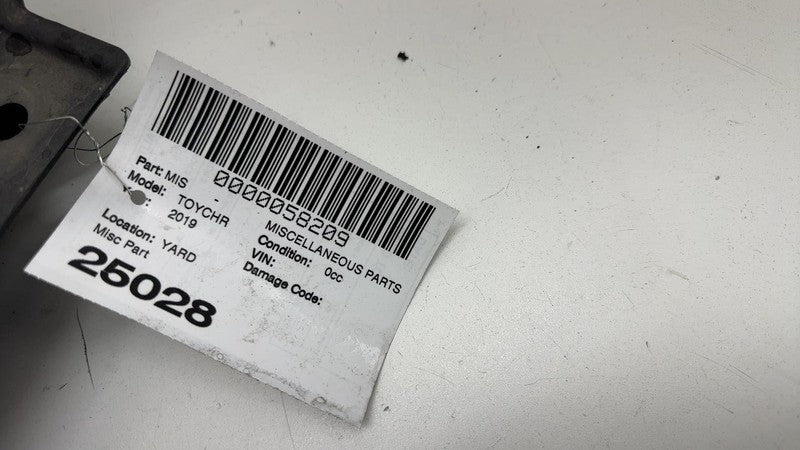 0000058209
Part: MIS - MISCELLANEOUS PARTS
Model: TOYCHR Condition: 0cc
: 2019 VIN:
Location: YARD Damage Code:
Misc Part
25028